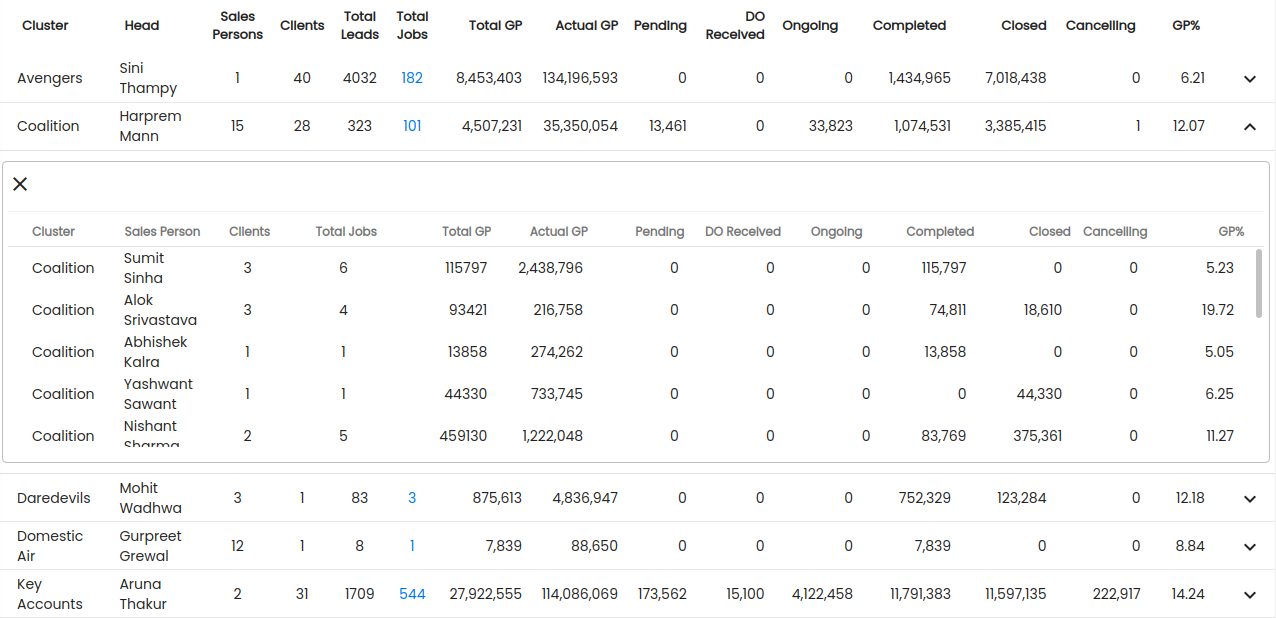 Cluster Head Sales Persons Clients Total Leads Total Jobs Total GP Actual GP Pending DO Received Ongoing Completed Closed Cancelling GP%
Avengers Sini Thampy 1 40 4032 182 8,453,403 134,196,593 0 0 0 1,434,965 7,018,438 0 6.21
Coalition Harprem Mann 15 28 323 101 4,507,231 35,350,054 13,461 0 33,823 1,074,531 3,385,415 1 12.07
Cluster Sales Person Clients Total Jobs Total GP Actual GP Pending DO Received Ongoing Completed Closed Cancelling GP%
Coalition Sumit Sinha 3 6 115797 2,438,796 0 0 0 115,797 0 0 5.23
Coalition Alok Srivastava 3 4 93421 216,758 0 0 0 74,811 18,610 0 19.72
Coalition Abhishek Kalra 1 1 13858 274,262 0 0 0 13,858 0 0 5.05
Coalition Yashwant Sawant 1 1 44330 733,745 0 0 0 0 44,330 0 6.25
Coalition Nishant Sharma 2 5 459130 1,222,048 0 0 0 83,769 375,361 0 11.27
Daredevils Mohit Wadhwa 3 1 83 3 875,613 4,836,947 0 0 0 752,329 123,284 0 12.18
Domestic Air Gurpreet Grewal 12 1 8 1 7,839 88,650 0 0 0 7,839 0 0 8.84
Key Accounts Aruna Thakur 2 31 1709 544 27,922,555 114,086,069 173,562 15,100 4,122,458 11,791,383 11,597,135 222,917 14.24